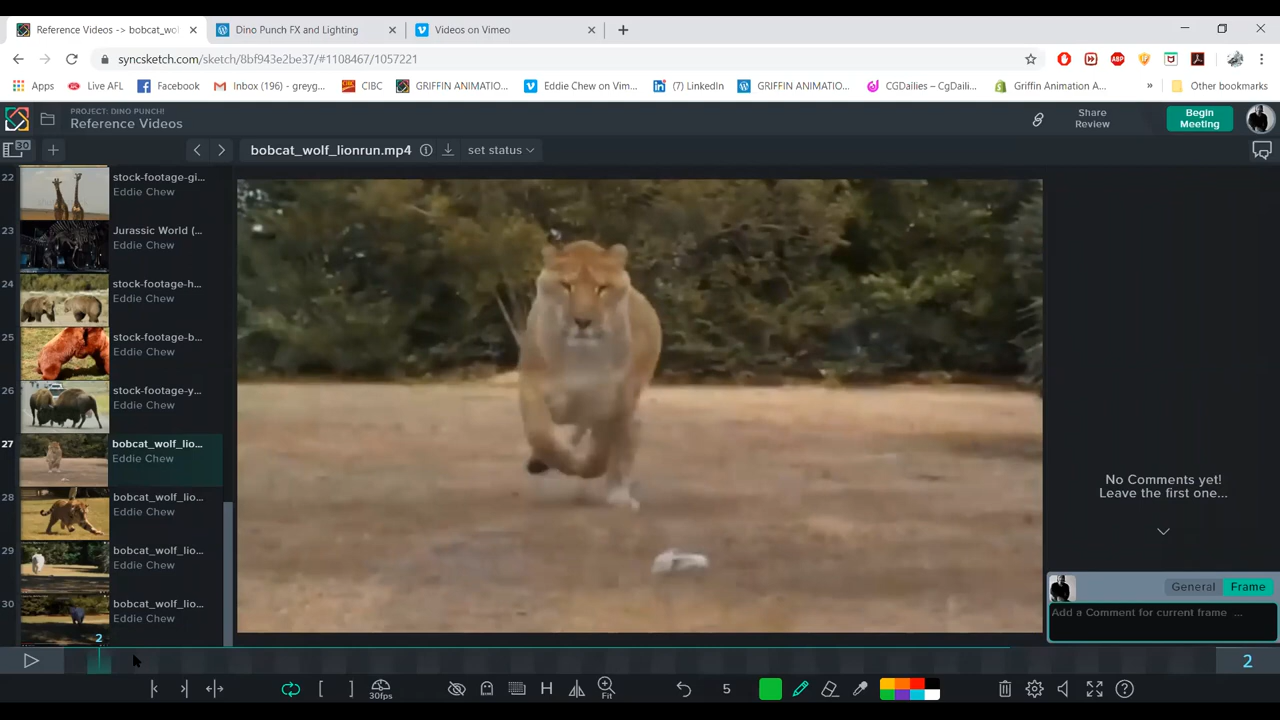 Reference Videos -> bobcat_wol
Dino Punch FX and Lighting
Videos on Vimeo
syncsketch.com/sketch/8bf943e2be37/#1108467/1057221
ABP
Apps
Live AFL
Facebook
Inbox (196) - greyg...
CIBC
GRIFFIN ANIMATIO...
Eddie Chew on Vim...
(7) LinkedIn
GRIFFIN ANIMATIO...
CGDailies – CgDaili...
Griffin Animation A...
»
Other bookmarks
PROJECT: DINO PUNCH!
Reference Videos
Share Review
Begin Meeting
30
bobcat_wolf_lionrun.mp4
set status
22
stock-footage-gi...
Eddie Chew
23
Jurassic World (...
Eddie Chew
24
stock-footage-h...
Eddie Chew
25
stock-footage-b...
Eddie Chew
26
stock-footage-y...
Eddie Chew
27
bobcat_wolf_lio...
Eddie Chew
28
bobcat_wolf_lio...
Eddie Chew
29
bobcat_wolf_lio...
Eddie Chew
30
bobcat_wolf_lio...
Eddie Chew
No Comments yet!
Leave the first one...
General
Frame
Add a Comment for current frame ...
2
2
30fps
H
Fit
5